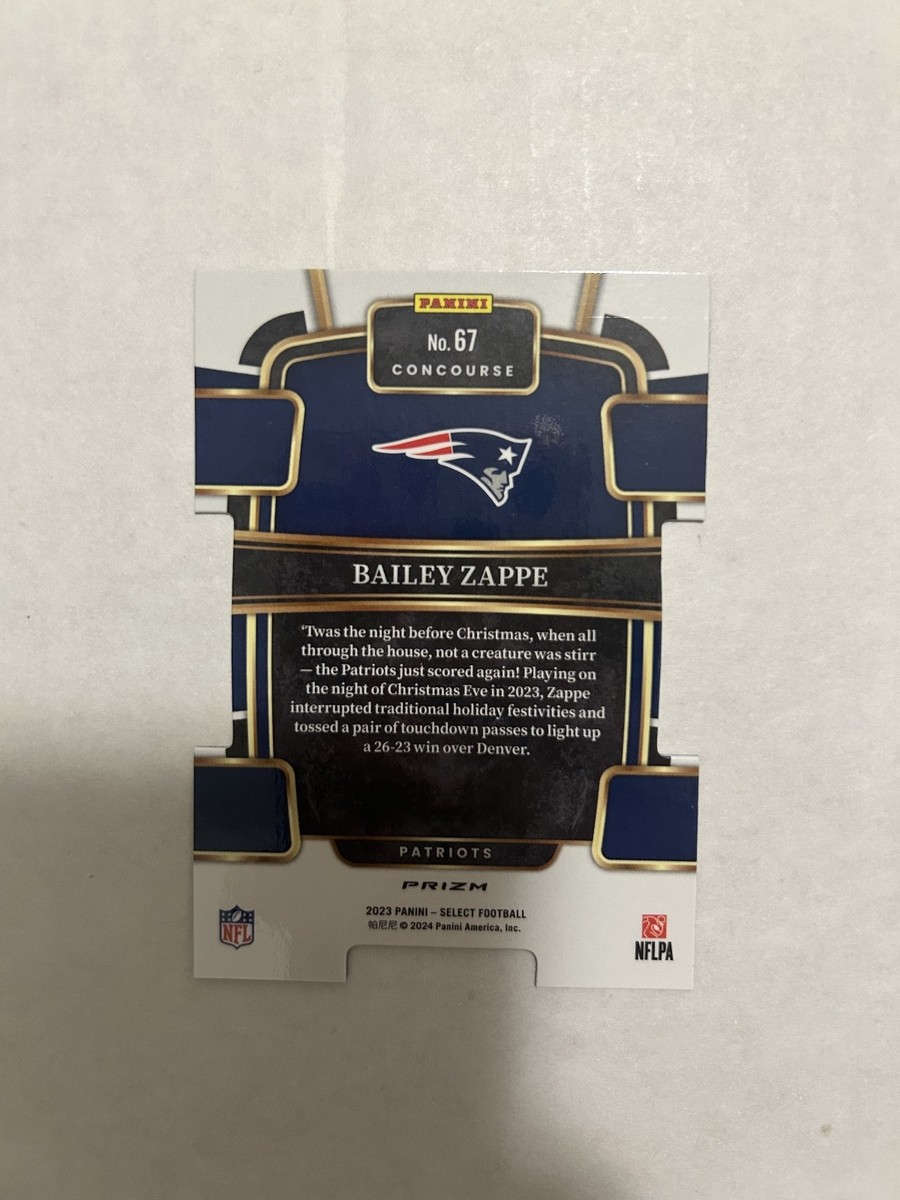 PANINI
No. 67
CONCOURSE
BAILEY ZAPPE
‘Twas the night before Christmas, when all
through the house, not a creature was stirr
— the Patriots just scored again! Playing on
the night of Christmas Eve in 2023, Zappe
interrupted traditional holiday festivities and
tossed a pair of touchdown passes to light up
a 26-23 win over Denver.
PATRIOTS
PRIZM
2023 PANINI – SELECT FOOTBALL
帕尼尼 © 2024 Panini America, Inc.
NFL
NFLPA